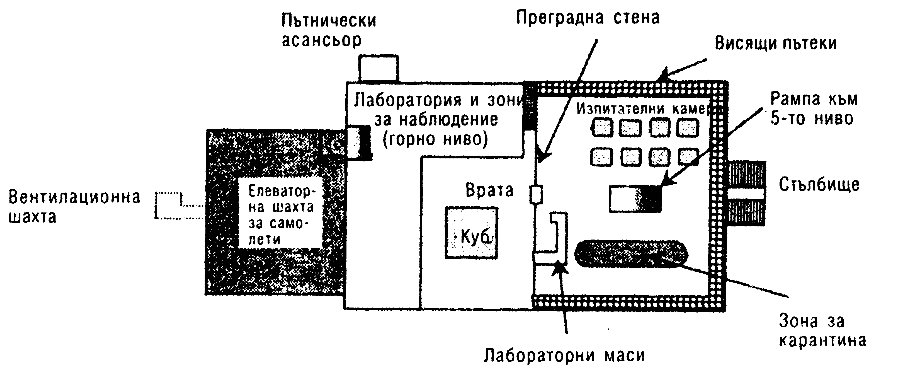 Пътнически
асансьор
Преградна стена
Висящи пътеки
Лаборатория и зони
за наблюдение
(горно ниво)
Изпитателни камери
Рампа към
5-то ниво
Вентилационна
шахта
Елеватор-
на шахта
за само-
лети
Врата
Куб
Стълбище
Лабораторни маси
Зона за
карантина